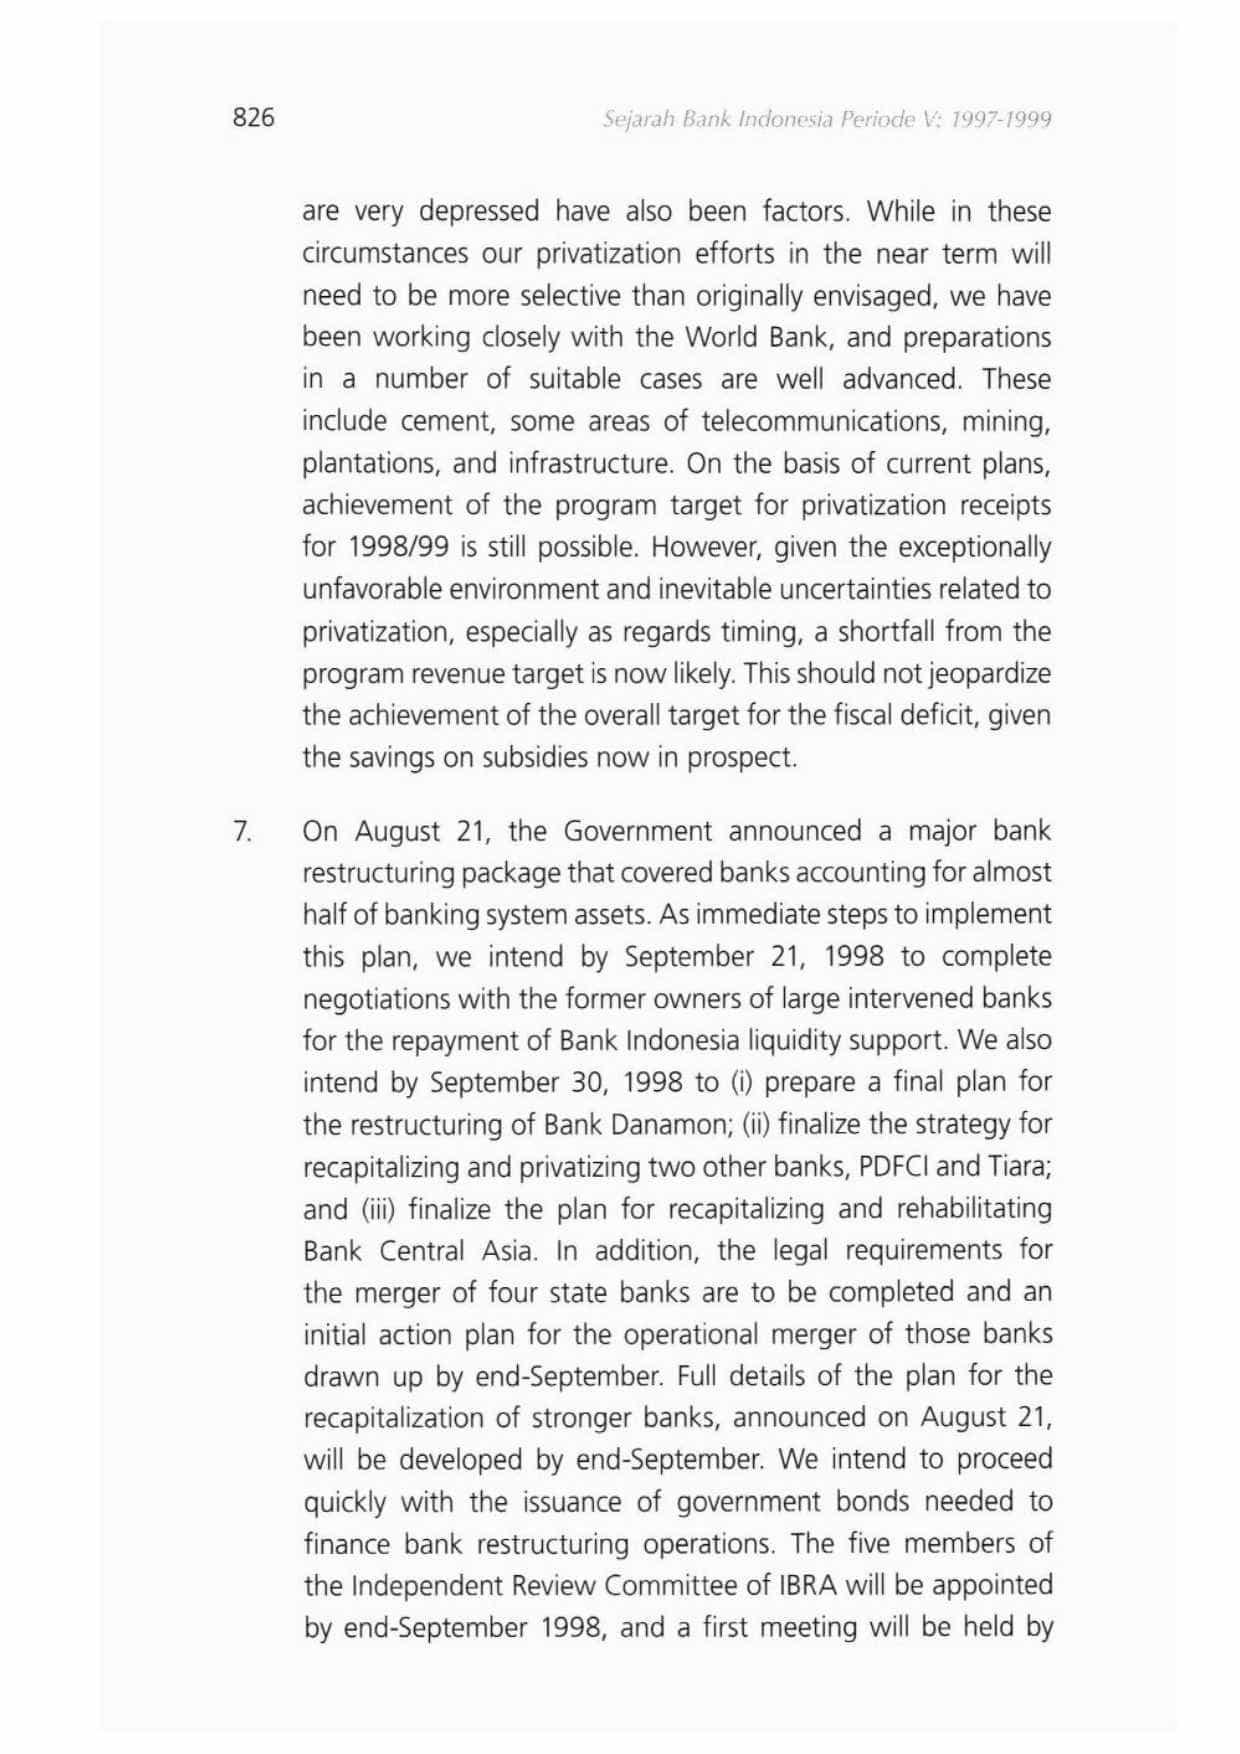 826
Sejarah Bank Indonesia Periode V: 1997-1999
are very depressed have also been factors. While in these
circumstances our privatization efforts in the near term will
need to be more selective than originally envisaged, we have
been working closely with the World Bank, and preparations
in a number of suitable cases are well advanced. These
include cement, some areas of telecommunications, mining,
plantations, and infrastructure. On the basis of current plans,
achievement of the program target for privatization receipts
for 1998/99 is still possible. However, given the exceptionally
unfavorable environment and inevitable uncertainties related to
privatization, especially as regards timing, a shortfall from the
program revenue target is now likely. This should not jeopardize
the achievement of the overall target for the fiscal deficit, given
the savings on subsidies now in prospect.
7. On August 21, the Government announced a major bank
restructuring package that covered banks accounting for almost
half of banking system assets. As immediate steps to implement
this plan, we intend by September 21, 1998 to complete
negotiations with the former owners of large intervened banks
for the repayment of Bank Indonesia liquidity support. We also
intend by September 30, 1998 to (i) prepare a final plan for
the restructuring of Bank Danamon; (ii) finalize the strategy for
recapitalizing and privatizing two other banks, PDFCI and Tiara;
and (iii) finalize the plan for recapitalizing and rehabilitating
Bank Central Asia. In addition, the legal requirements for
the merger of four state banks are to be completed and an
initial action plan for the operational merger of those banks
drawn up by end-September. Full details of the plan for the
recapitalization of stronger banks, announced on August 21,
will be developed by end-September. We intend to proceed
quickly with the issuance of government bonds needed to
finance bank restructuring operations. The five members of
the Independent Review Committee of IBRA will be appointed
by end-September 1998, and a first meeting will be held by